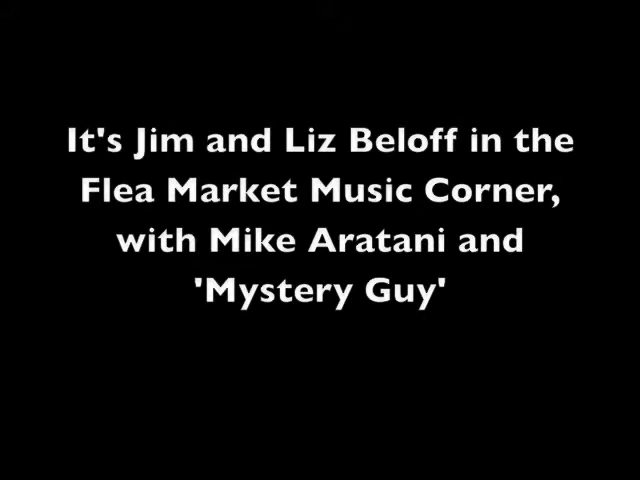 It's Jim and Liz Beloff in the
Flea Market Music Corner,
with Mike Aratani and
'Mystery Guy'